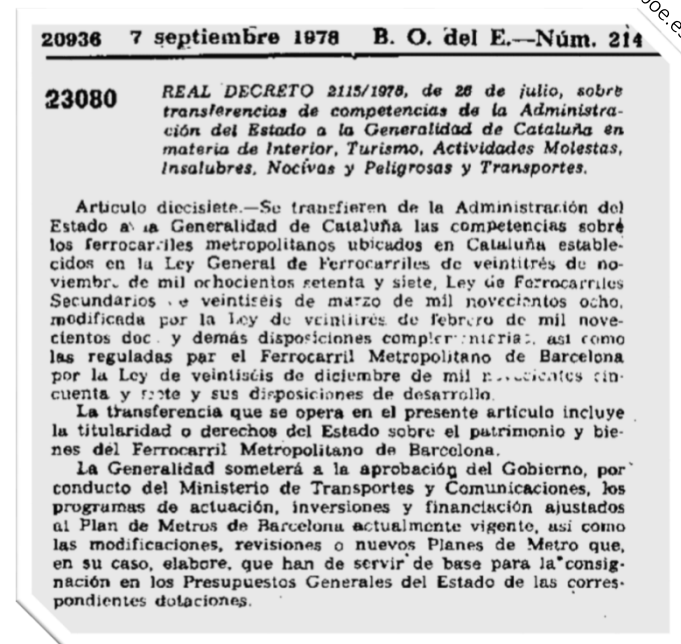 boe.es
20936 7 septiembre 1978 B. O. del E.—Núm. 214
23080
REAL DECRETO 2115/1978, de 26 de julio, sobre
transferencias de competencias de la Administra-
ción del Estado a la Generalidad de Cataluña en
materia de Interior, Turismo, Actividades Molestas,
Insalubres, Nocivas y Peligrosas y Transportes.
Artículo diecisiete.—Se transfieren de la Administración del
Estado a la Generalidad de Cataluña las competencias sobre
los ferrocarriles metropolitanos ubicados en Cataluña estable-
cidos en la Ley General de Ferrocarriles de veintitrés de no-
viembre de mil ochocientos setenta y siete, Ley de Ferrocarriles
Secundarios de veintiséis de marzo de mil novecientos ocho,
modificada por la Ley de veintitrés de febrero de mil nove-
cientos doce y demás disposiciones complementarias, así como
las reguladas par el Ferrocarril Metropolitano de Barcelona
por la Ley de veintiséis de diciembre de mil novecientos cin-
cuenta y siete y sus disposiciones de desarrollo.
La transferencia que se opera en el presente artículo incluye
la titularidad o derechos del Estado sobre el patrimonio y bie-
nes del Ferrocarril Metropolitano de Barcelona.
La Generalidad someterá a la aprobación del Gobierno, por
conducto del Ministerio de Transportes y Comunicaciones, los
programas de actuación, inversiones y financiación ajustados
al Plan de Metros de Barcelona actualmente vigente, así como
las modificaciones, revisiones o nuevos Planes de Metro que,
en su caso, elabore, que han de servir de base para la consig-
nación en los Presupuestos Generales del Estado de las corres-
pondientes dotaciones.